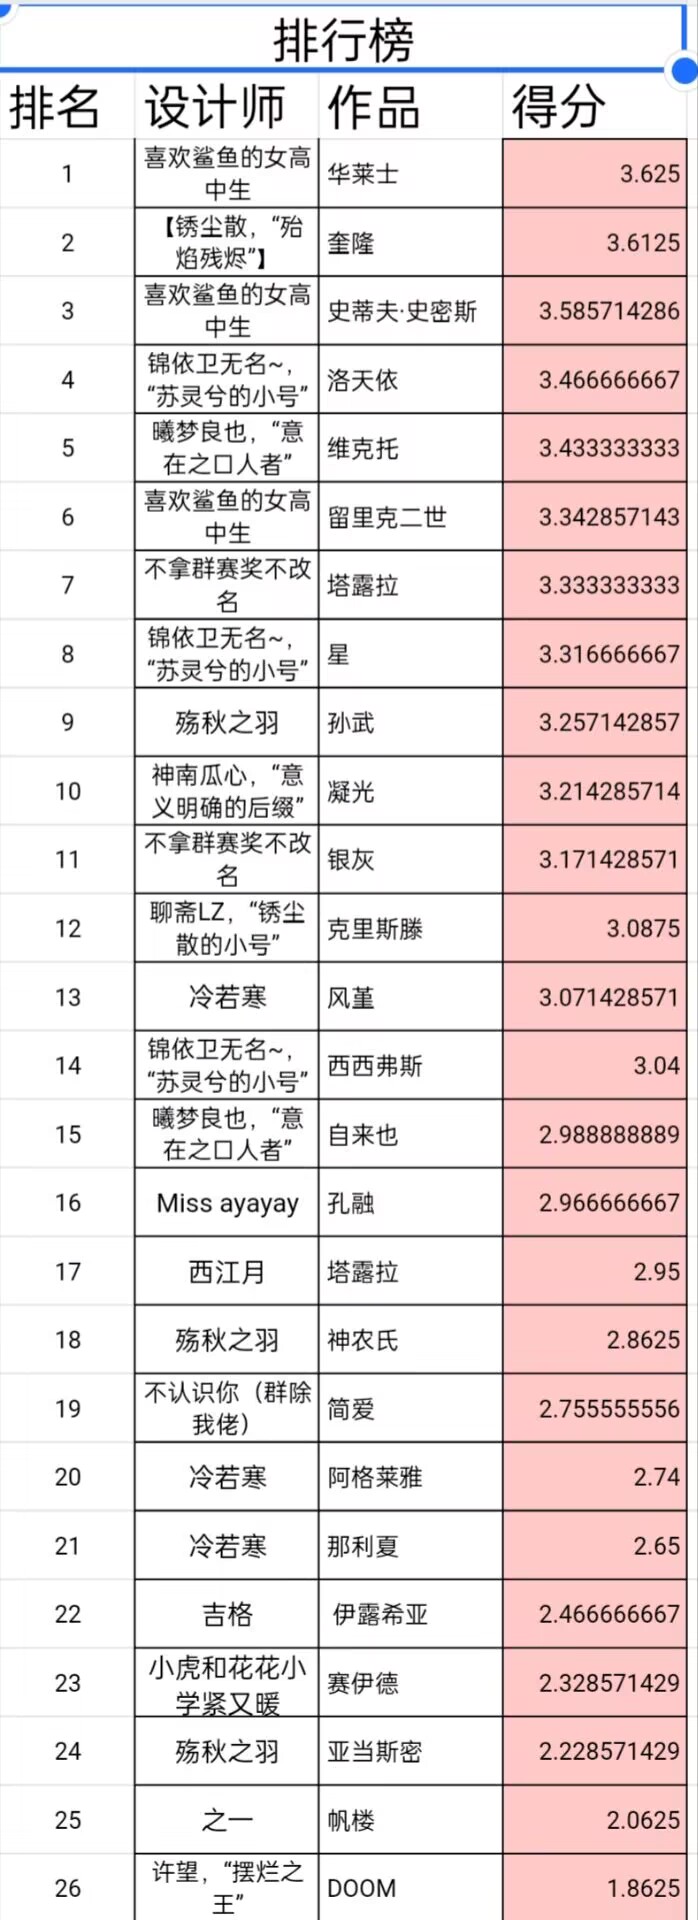 排行榜
排名 设计师 作品 得分
1 喜欢鲨鱼的女高 华莱士 3.625
中生
2 【锈尘散，“殆 奎隆 3.6125
焰残烬”】
3 喜欢鲨鱼的女高 史蒂夫·史密斯 3.585714286
中生
4 锦依卫无名~， 洛天依 3.466666667
“苏灵兮的小号”
5 曦梦良也，“意 维克托 3.433333333
在之口人者”
6 喜欢鲨鱼的女高 留里克二世 3.342857143
中生
7 不拿群赛奖不改 塔露拉 3.333333333
名
8 锦依卫无名~， 星 3.316666667
“苏灵兮的小号”
9 殇秋之羽 孙武 3.257142857
10 神南瓜心，“意 凝光 3.214285714
义明确的后缀”
11 不拿群赛奖不改 银灰 3.171428571
名
12 聊斋LZ，“锈尘 克里斯滕 3.0875
散的小号”
13 冷若寒 风堇 3.071428571
14 锦依卫无名~， 西西弗斯 3.04
“苏灵兮的小号”
15 曦梦良也，“意 自来也 2.988888889
在之口人者”
16 Miss ayayay 孔融 2.966666667
17 西江月 塔露拉 2.95
18 殇秋之羽 神农氏 2.8625
19 不认识你（群除 简爱 2.755555556
我佬）
20 冷若寒 阿格莱雅 2.74
21 冷若寒 那利夏 2.65
22 吉格 伊露希亚 2.466666667
23 小虎和花花小 赛伊德 2.328571429
学紧又暖
24 殇秋之羽 亚当斯密 2.228571429
25 之一 帆楼 2.0625
26 许望，“摆烂之 DOOM 1.8625
王”